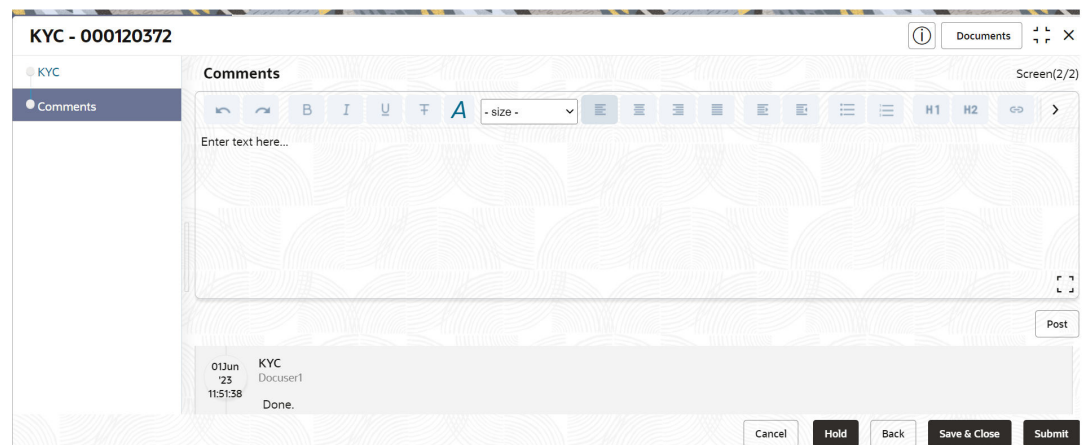 KYC - 000120372
Documents
KYC
Comments
Comments
Screen(2/2)
B I U T A - size - H1 H2
Enter text here...
Post
01Jun
'23
11:51:38
KYC
Docuser1
Done.
Cancel Hold Back Save & Close Submit